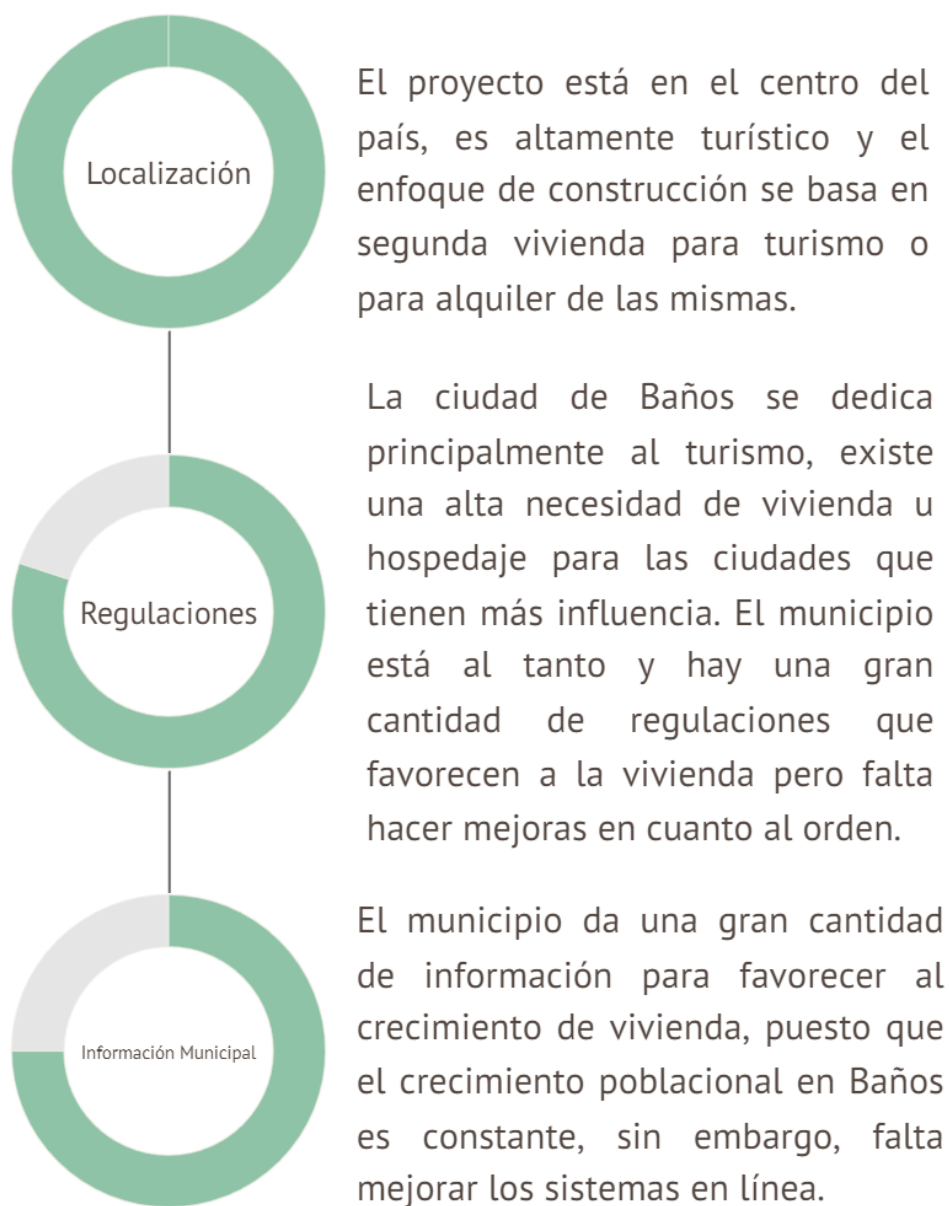 Localización
El proyecto está en el centro del
país, es altamente turístico y el
enfoque de construcción se basa en
segunda vivienda para turismo o
para alquiler de las mismas.
Regulaciones
La ciudad de Baños se dedica
principalmente al turismo, existe
una alta necesidad de vivienda u
hospedaje para las ciudades que
tienen más influencia. El municipio
está al tanto y hay una gran
cantidad de regulaciones que
favorecen a la vivienda pero falta
hacer mejoras en cuanto al orden.
Información Municipal
El municipio da una gran cantidad
de información para favorecer al
crecimiento de vivienda, puesto que
el crecimiento poblacional en Baños
es constante, sin embargo, falta
mejorar los sistemas en línea.